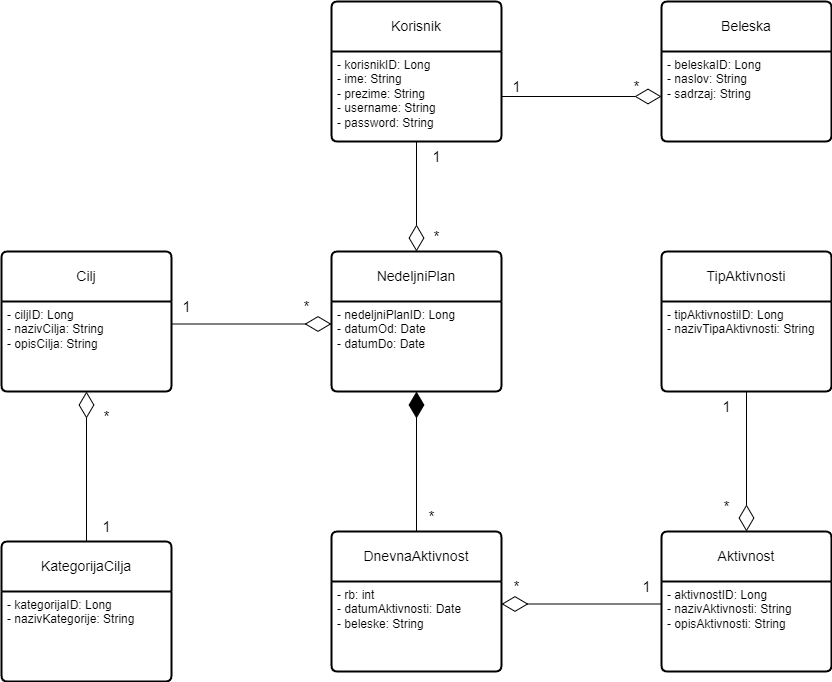 Korisnik
- korisnikID: Long
- ime: String
- prezime: String
- username: String
- password: String
Beleska
- beleskaID: Long
- naslov: String
- sadrzaj: String
1
*
1
*
Cilj
- ciljID: Long
- nazivCilja: String
- opisCilja: String
1
*
NedeljniPlan
- nedeljniPlanID: Long
- datumOd: Date
- datumDo: Date
TipAktivnosti
- tipAktivnostiID: Long
- nazivTipaAktivnosti: String
*
1
1
*
*
KategorijaCilja
- kategorijaID: Long
- nazivKategorije: String
DnevnaAktivnost
- rb: int
- datumAktivnosti: Date
- beleske: String
*
1
Aktivnost
- aktivnostID: Long
- nazivAktivnosti: String
- opisAktivnosti: String